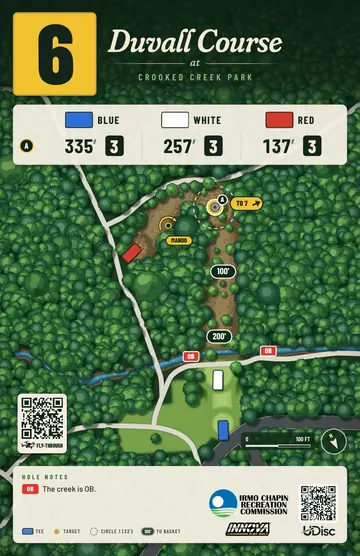 6
Duvall Course
at
CROOKED CREEK PARK
BLUE
WHITE
RED
A
335' 3
257' 3
137' 3
A
TO 7
MANDO
100'
200'
OB
OB
FLY-THROUGH
0 100 FT
HOLE NOTES
OB The creek is OB.
IRMO CHAPIN
RECREATION
COMMISSION
INNOVA
UDisc
TEE
TARGET
CIRCLE 1 (33')
100' TO BASKET